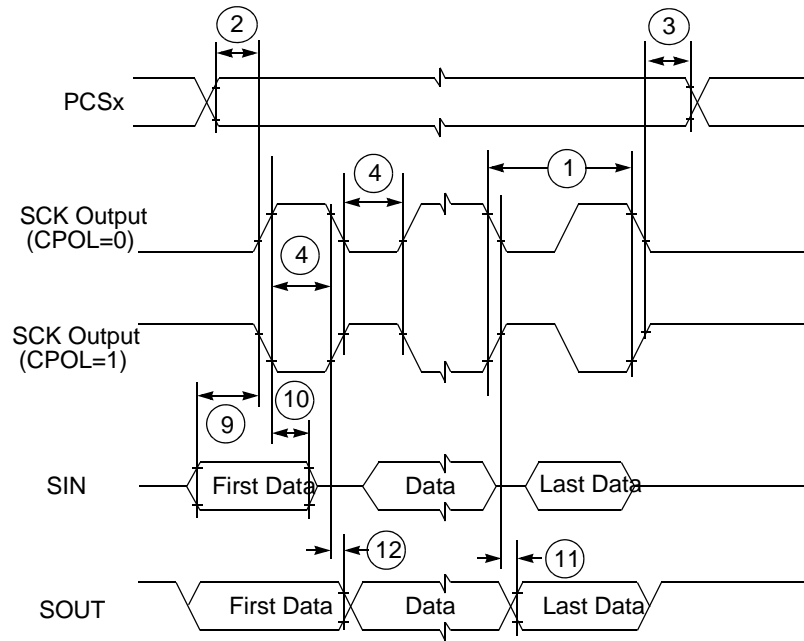 2
3
PCSx
4
1
SCK Output
(CPOL=0)
4
SCK Output
(CPOL=1)
9
10
SIN
First Data
Data
Last Data
12
11
SOUT
First Data
Data
Last Data